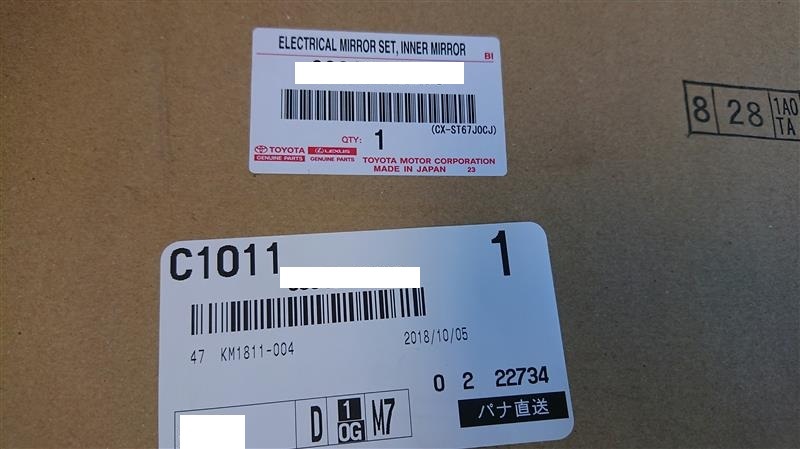 ELECTRICAL MIRROR SET, INNER MIRROR
BI
(CX-ST67J0CJ)
QTY: 1
TOYOTA LEXUS
GENUINE PARTS GENUINE PARTS
TOYOTA MOTOR CORPORATION
MADE IN JAPAN 23
8 28 1A0
TA
C1011 1
47 KM1811-004 2018/10/05
0 2 22734
D 1 M7
OG
パナ直送